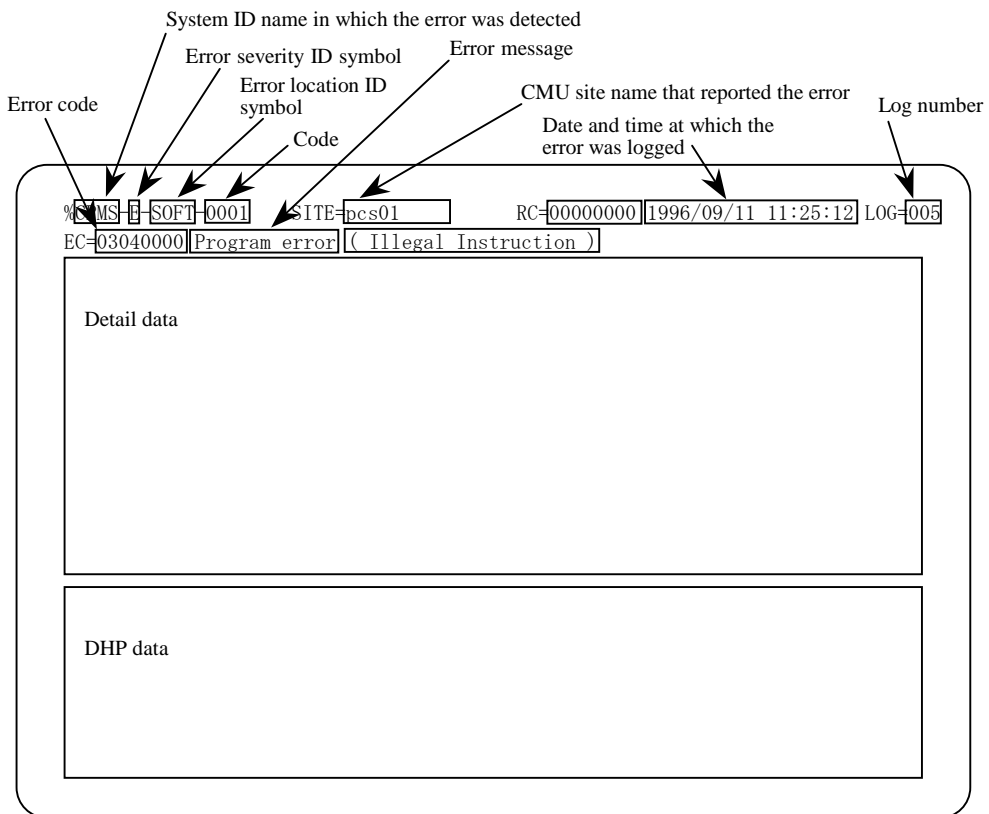 System ID name in which the error was detected
Error severity ID symbol
Error message
Error location ID
symbol
Error code
CMU site name that reported the error
Log number
Code
Date and time at which the
error was logged
%CPMS-E-SOFT-0001 SITE=pcs01 RC=00000000 1996/09/11 11:25:12 LOG=005
EC=03040000 Program error ( Illegal Instruction )
Detail data
DHP data